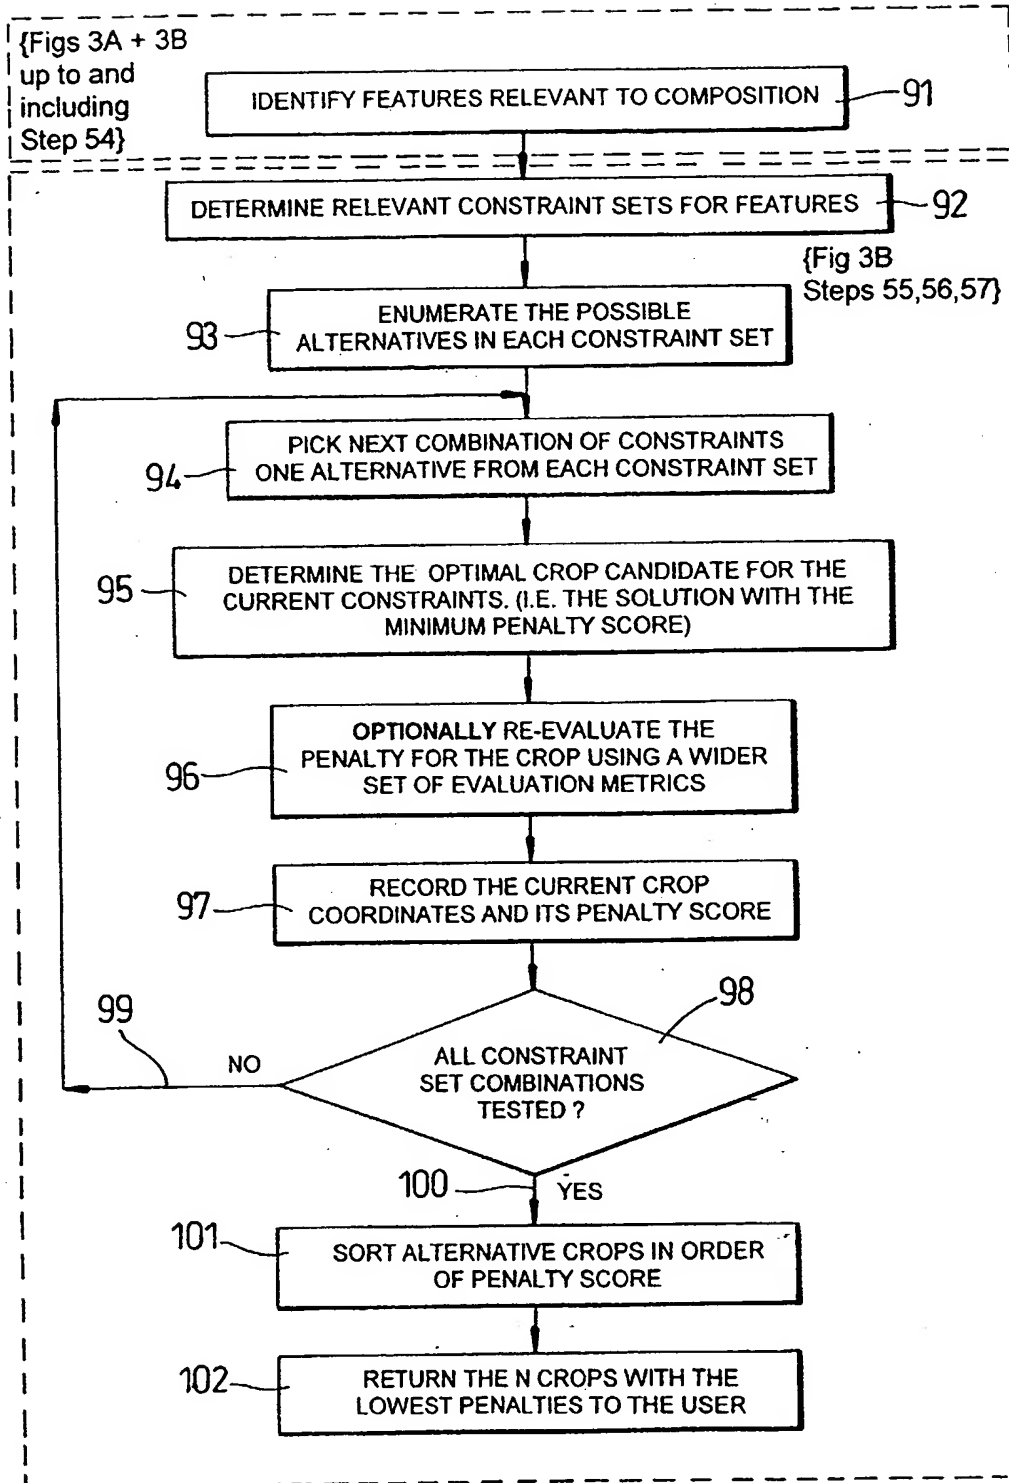 {Figs 3A + 3B
up to and
including
Step 54}
IDENTIFY FEATURES RELEVANT TO COMPOSITION
91
DETERMINE RELEVANT CONSTRAINT SETS FOR FEATURES
92
{Fig 3B
Steps 55,56,57}
93
ENUMERATE THE POSSIBLE
ALTERNATIVES IN EACH CONSTRAINT SET
94
PICK NEXT COMBINATION OF CONSTRAINTS
ONE ALTERNATIVE FROM EACH CONSTRAINT SET
95
DETERMINE THE OPTIMAL CROP CANDIDATE FOR THE
CURRENT CONSTRAINTS. (I.E. THE SOLUTION WITH THE
MINIMUM PENALTY SCORE)
96
OPTIONALLY RE-EVALUATE THE
PENALTY FOR THE CROP USING A WIDER
SET OF EVALUATION METRICS
97
RECORD THE CURRENT CROP
COORDINATES AND ITS PENALTY SCORE
98
99
NO
ALL CONSTRAINT
SET COMBINATIONS
TESTED ?
100
YES
101
SORT ALTERNATIVE CROPS IN ORDER
OF PENALTY SCORE
102
RETURN THE N CROPS WITH THE
LOWEST PENALTIES TO THE USER